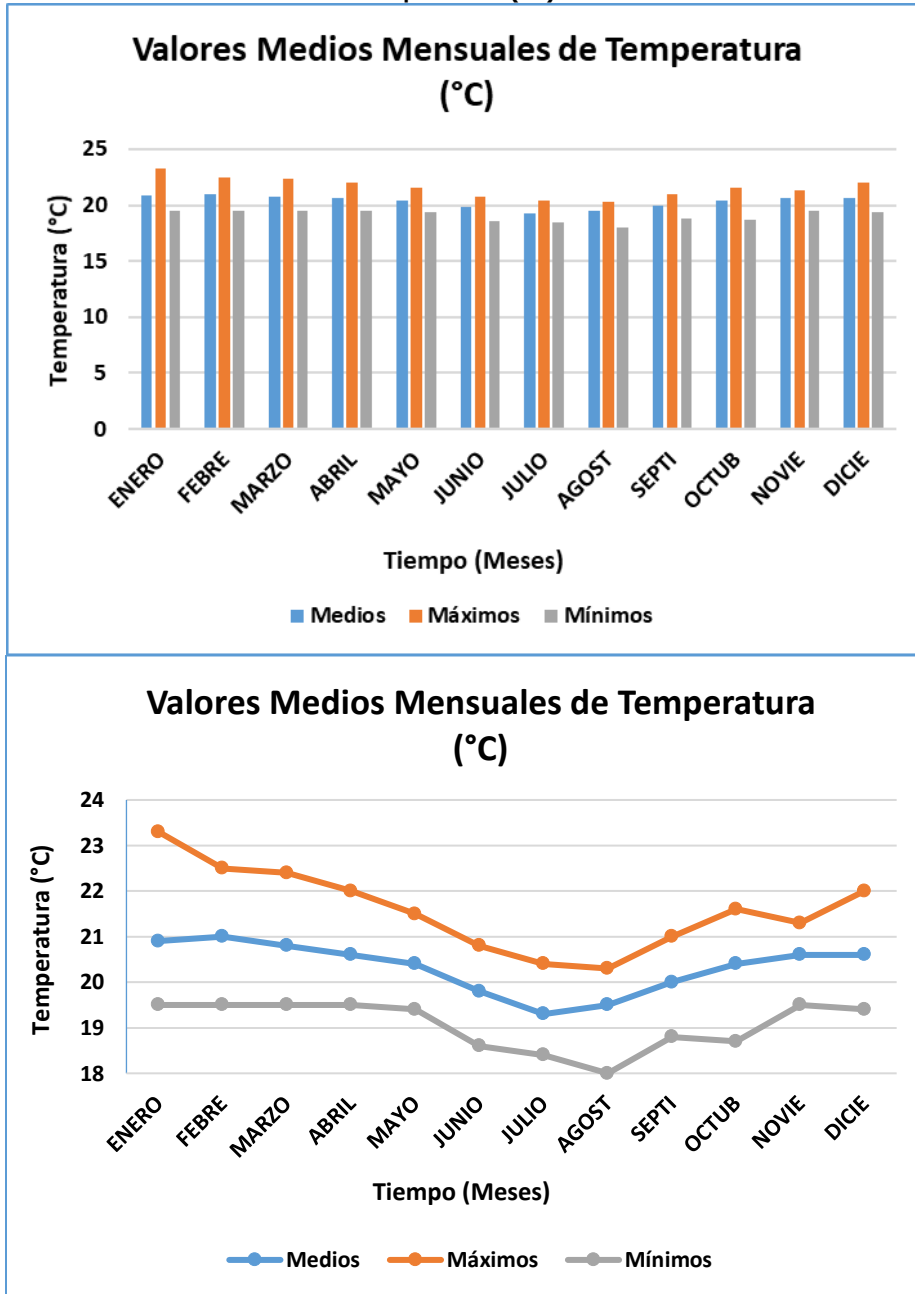 Valores Medios Mensuales de Temperatura
(°C)
25
20
15
10
5
0
Temperatura (°C)
ENERO
FEBRE
MARZO
ABRIL
MAYO
JUNIO
JULIO
AGOST
SEPTI
OCTUB
NOVIE
DICIE
Tiempo (Meses)
Medios Máximos Mínimos
Valores Medios Mensuales de Temperatura
(°C)
24
23
22
21
20
19
18
Temperatura (°C)
ENERO
FEBRE
MARZO
ABRIL
MAYO
JUNIO
JULIO
AGOST
SEPTI
OCTUB
NOVIE
DICIE
Tiempo (Meses)
Medios Máximos Mínimos